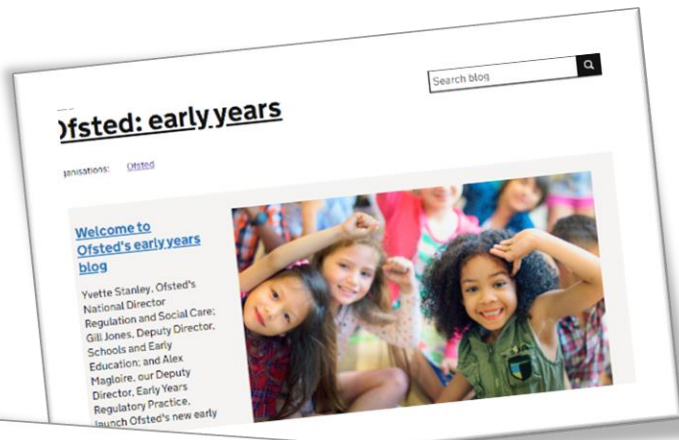 Search blog
Ofsted: early years
ganisations: Ofsted
Welcome to
Ofsted's early years
blog
Yvette Stanley, Ofsted's
National Director
Regulation and Social Care;
Gill Jones, Deputy Director,
Schools and Early
Education; and Alex
Magloire, our Deputy
Director, Early Years
Regulatory Practice,
launch Ofsted's new early